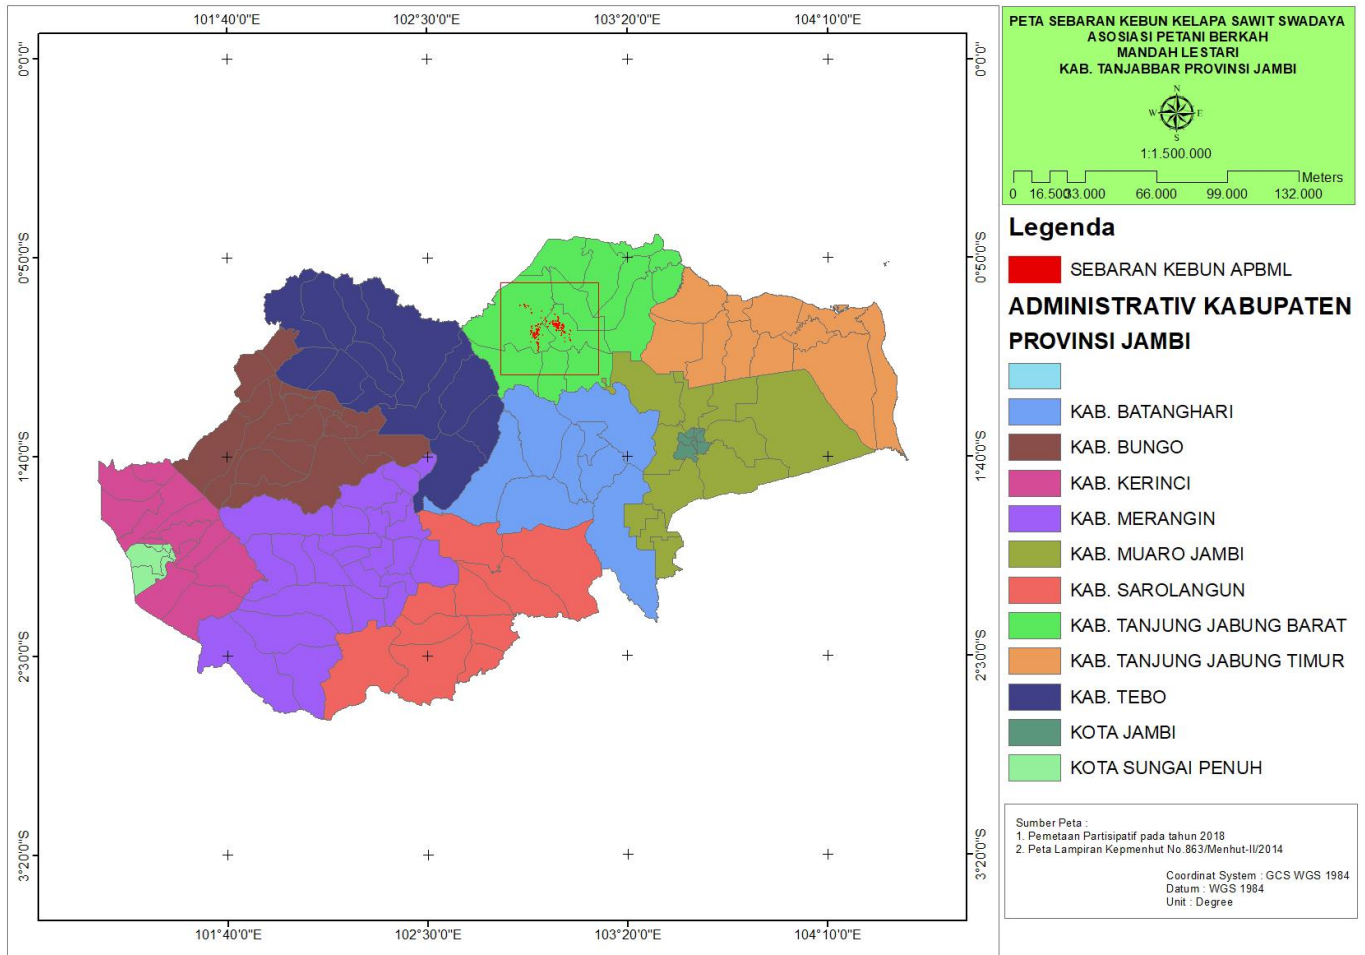 101°40'0"E 102°30'0"E 103°20'0"E 104°10'0"E
0°0'0" 0°0'0"
0°50'0"S 0°50'0"S
1°40'0"S 1°40'0"S
2°30'0"S 2°30'0"S
3°20'0"S 3°20'0"S
101°40'0"E 102°30'0"E 103°20'0"E 104°10'0"E
PETA SEBARAN KEBUN KELAPA SAWIT SWADAYA
ASOSIASI PETANI BERKAH
MANDAH LESTARI
KAB. TANJABBAR PROVINSI JAMBI
N
W E
S
1:1.500.000
Meters
0 16.500 33.000 66.000 99.000 132.000
Legenda
SEBARAN KEBUN APBML
ADMINISTRATIV KABUPATEN
PROVINSI JAMBI
KAB. BATANGHARI
KAB. BUNGO
KAB. KERINCI
KAB. MERANGIN
KAB. MUARO JAMBI
KAB. SAROLANGUN
KAB. TANJUNG JABUNG BARAT
KAB. TANJUNG JABUNG TIMUR
KAB. TEBO
KOTA JAMBI
KOTA SUNGAI PENUH
Sumber Peta :
1. Pemetaan Partisipatif pada tahun 2018
2. Peta Lampiran Kepmenhut No.863/Menhut-II/2014
Coordinat System : GCS WGS 1984
Datum : WGS 1984
Unit : Degree